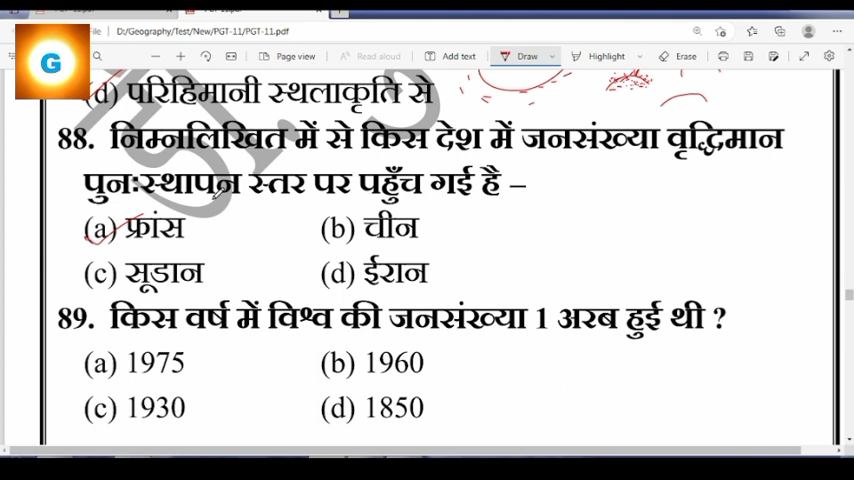 File | D:/Geography/Test/New/PGT-11/PGT-11.pdf
G
Page view
Read aloud
Add text
Draw
Highlight
Erase
(d) परिहिमानी स्थलाकृति से
88. निम्नलिखित में से किस देश में जनसंख्या वृद्धिमान
पुनःस्थापन स्तर पर पहुँच गई है –
(a) फ्रांस (b) चीन
(c) सूडान (d) ईरान
89. किस वर्ष में विश्व की जनसंख्या 1 अरब हुई थी ?
(a) 1975 (b) 1960
(c) 1930 (d) 1850